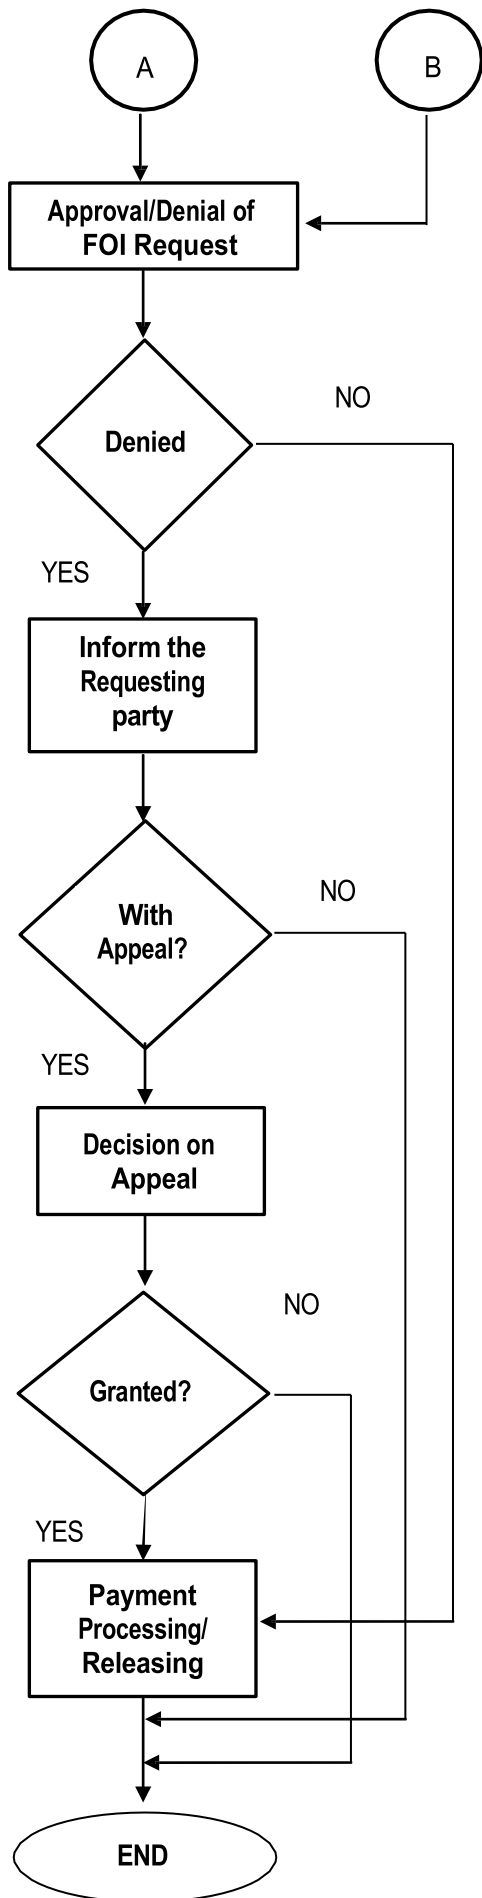 A
B
Approval/Denial of
FOI Request
NO
Denied
YES
Inform the
Requesting
party
NO
With
Appeal?
YES
Decision on
Appeal
NO
Granted?
YES
Payment
Processing/
Releasing
END